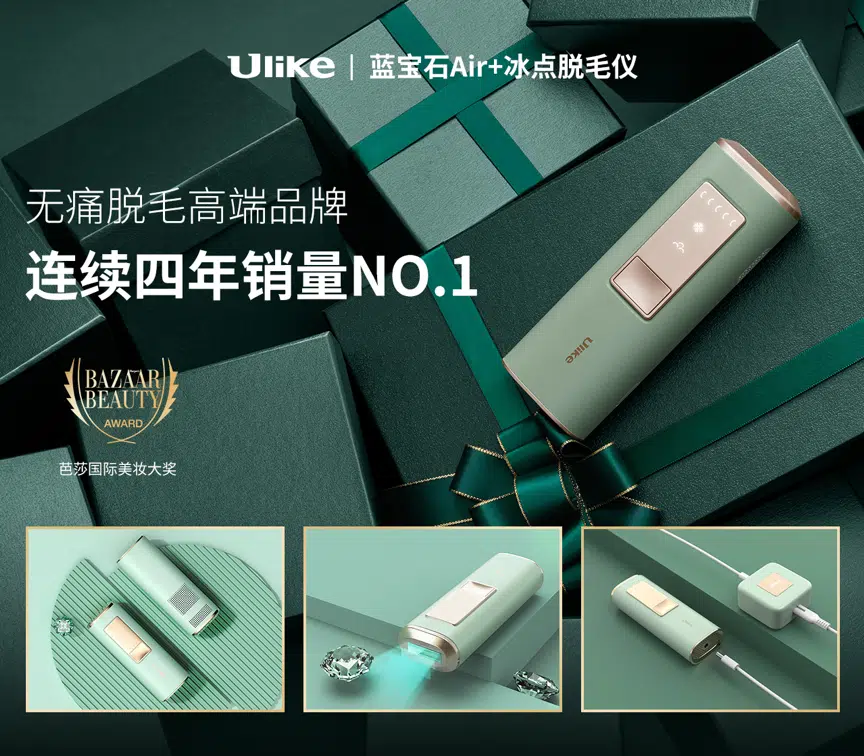 Ulike | 蓝宝石Air+冰点脱毛仪
无痛脱毛高端品牌
连续四年销量NO.1
BAZAAR
BEAUTY
AWARD
芭莎国际美妆大奖
Ulike